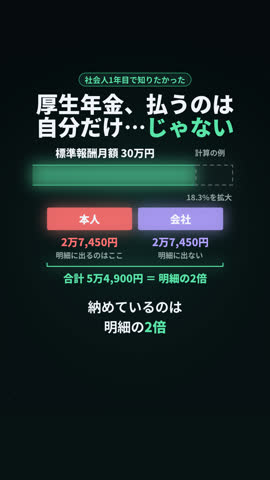 社会人1年目で知りたかった
厚生年金、払うのは
自分だけ…じゃない
標準報酬月額 30万円
計算の例
18.3%を拡大
本人
会社
2万7,450円
2万7,450円
明細に出るのはここ
明細に出ない
合計 5万4,900円 ＝ 明細の2倍
納めているのは
明細の2倍